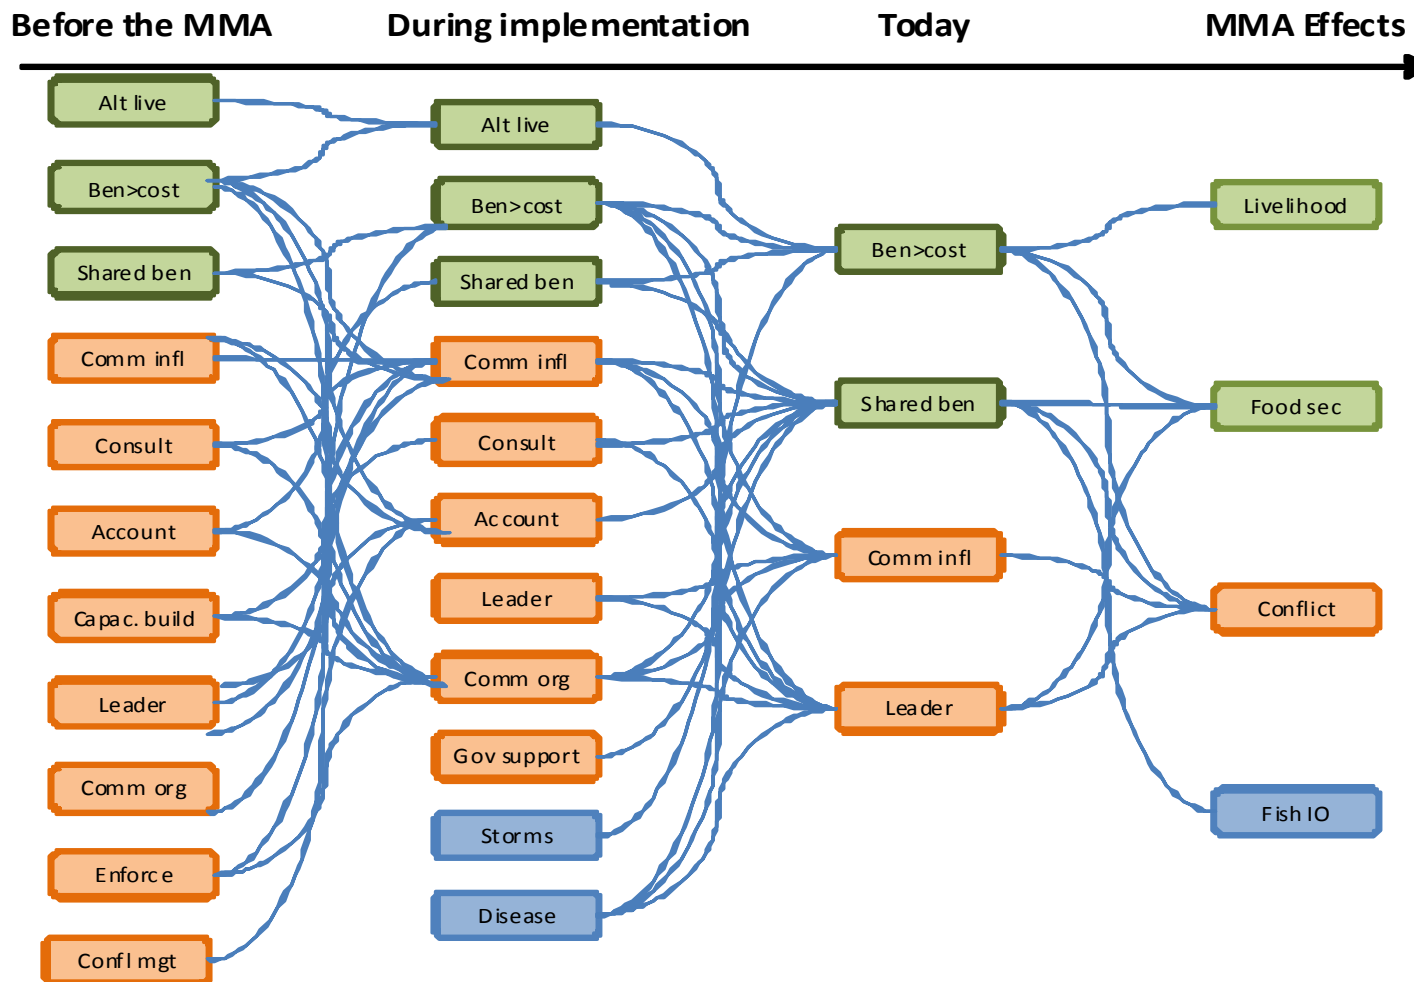 Before the MMA
During implementation
Today
MMA Effects
Alt live
Ben>cost
Shared ben
Comm infl
Consult
Account
Capac. build
Leader
Comm org
Enforce
Confl mgt
Alt live
Ben>cost
Shared ben
Comm infl
Consult
Account
Leader
Comm org
Gov support
Storms
Disease
Ben>cost
Shared ben
Comm infl
Leader
Livelihood
Food sec
Conflict
Fish IO